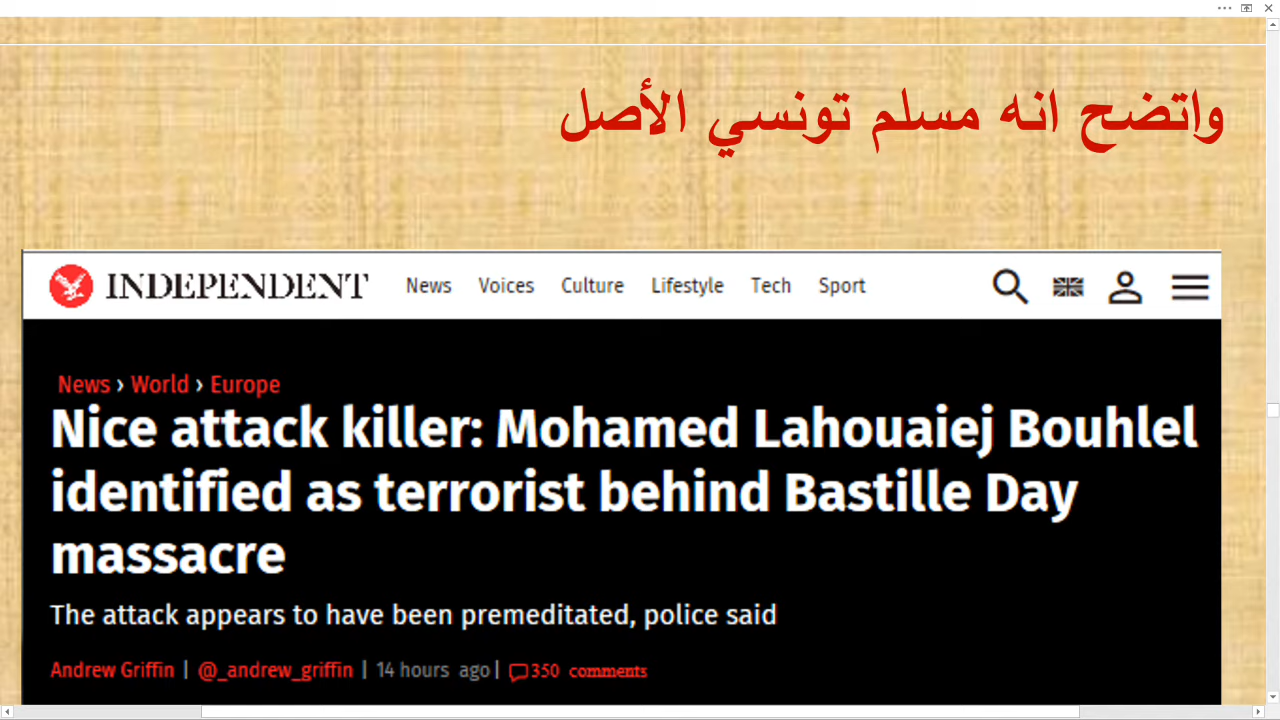 واتضح انه مسلم تونسي الأصل
INDEPENDENT News Voices Culture Lifestyle Tech Sport
News › World › Europe
Nice attack killer: Mohamed Lahouaiej Bouhlel
identified as terrorist behind Bastille Day
massacre
The attack appears to have been premeditated, police said
Andrew Griffin | @_andrew_griffin | 14 hours ago | 350 comments